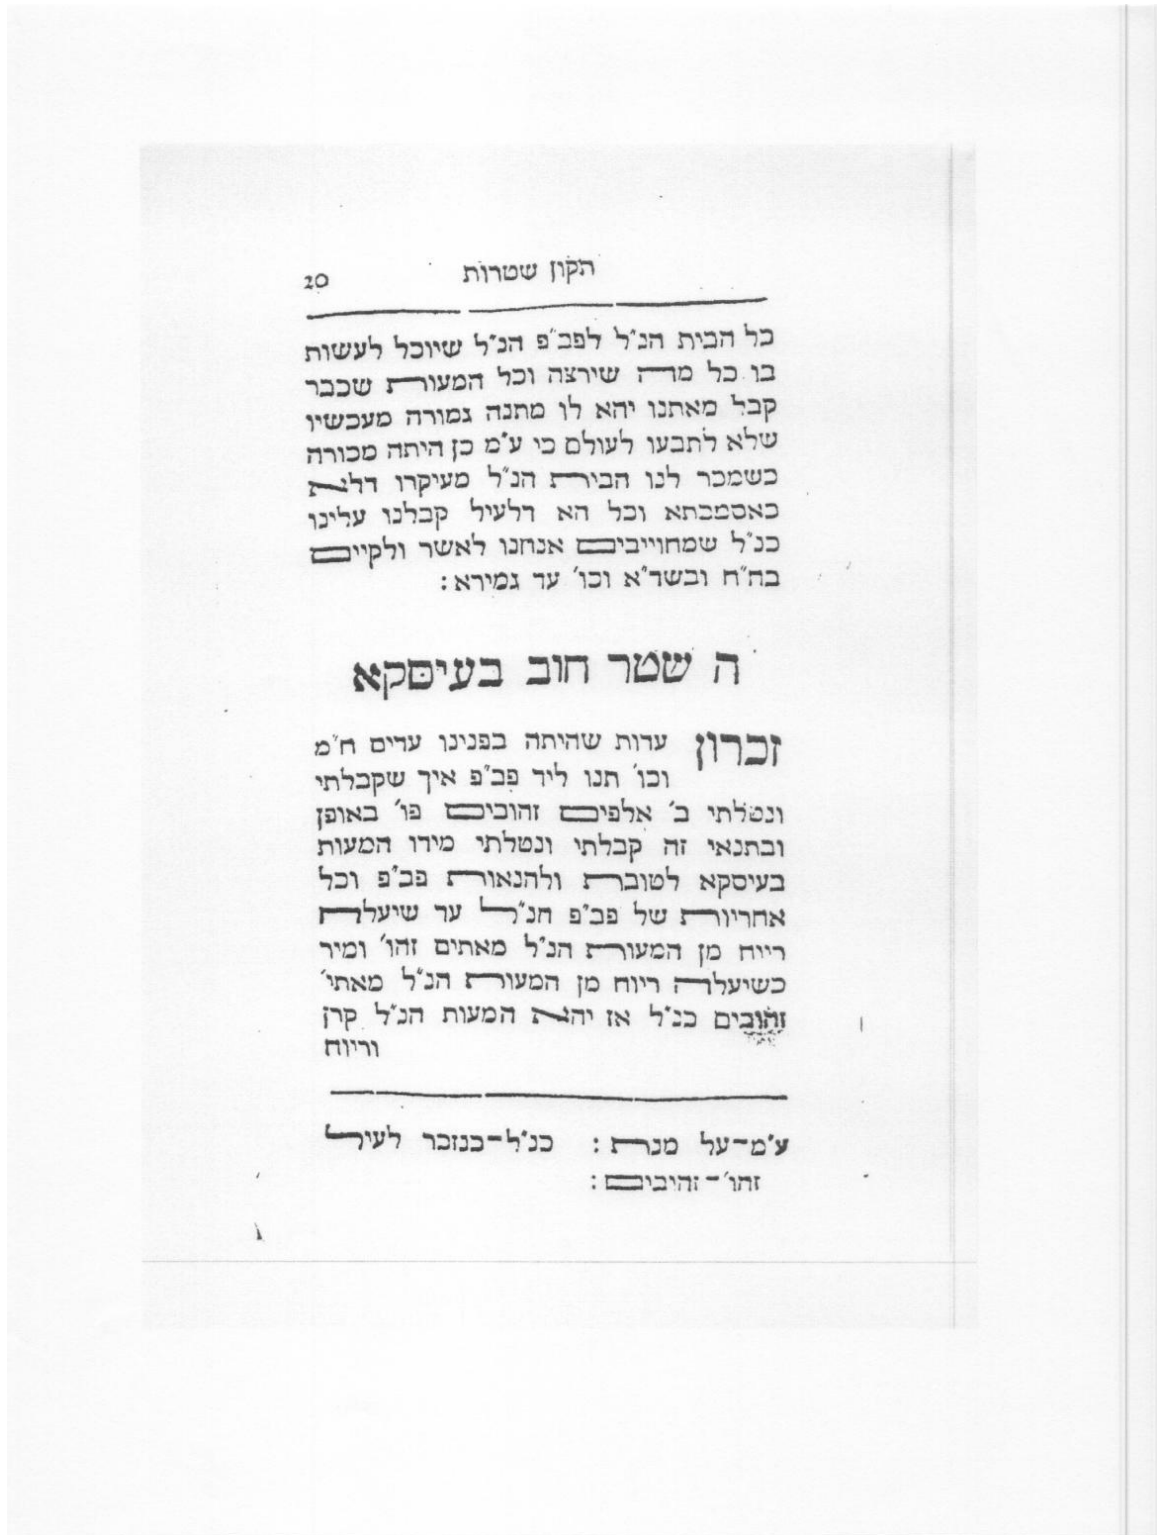 תקון שטרות 20
כל הבית הנ"ל לפב"פ הנ"ל שיוכל לעשות
בו כל מה שירצה וכל המעות שכבר
קבל מאתנו יהא לו מתנה גמורה מעכשיו
שלא לתבעו לעולם כי ע"מ כן היתה מכורה
כשמכר לנו הבית הנ"ל מעיקרו דלא
כאסמכתא וכל הא דלעיל קבלנו עלינו
כנ"ל שמחוייבים אנחנו לאשר ולקיים
בח"ח ובשד"א וכו' עד גמירא :
ה שטר חוב בעיסקא
זכרון עדות שהיתה בפנינו עדים ח"מ
וכו' תנו ליד פב"פ איך שקבלתי
ונטלתי ב' אלפים זהובים פו' באופן
ובתנאי זה קבלתי ונטלתי מידו המעות
בעיסקא לטובת ולהנאות פב"פ וכל
אחריות של פב"פ הנ"ל עד שיעלה
רייח מן המעות הנ"ל מאתים זהו' ומיד
כשיעלה ריוח מן המעות הנ"ל מאתי'
זהובים כנ"ל אז יהא המעות הנ"ל קרן
וריוח
ע"מ-על מנת : כנ"ל-כנזכר לעיל
זהו'-זהיבים :